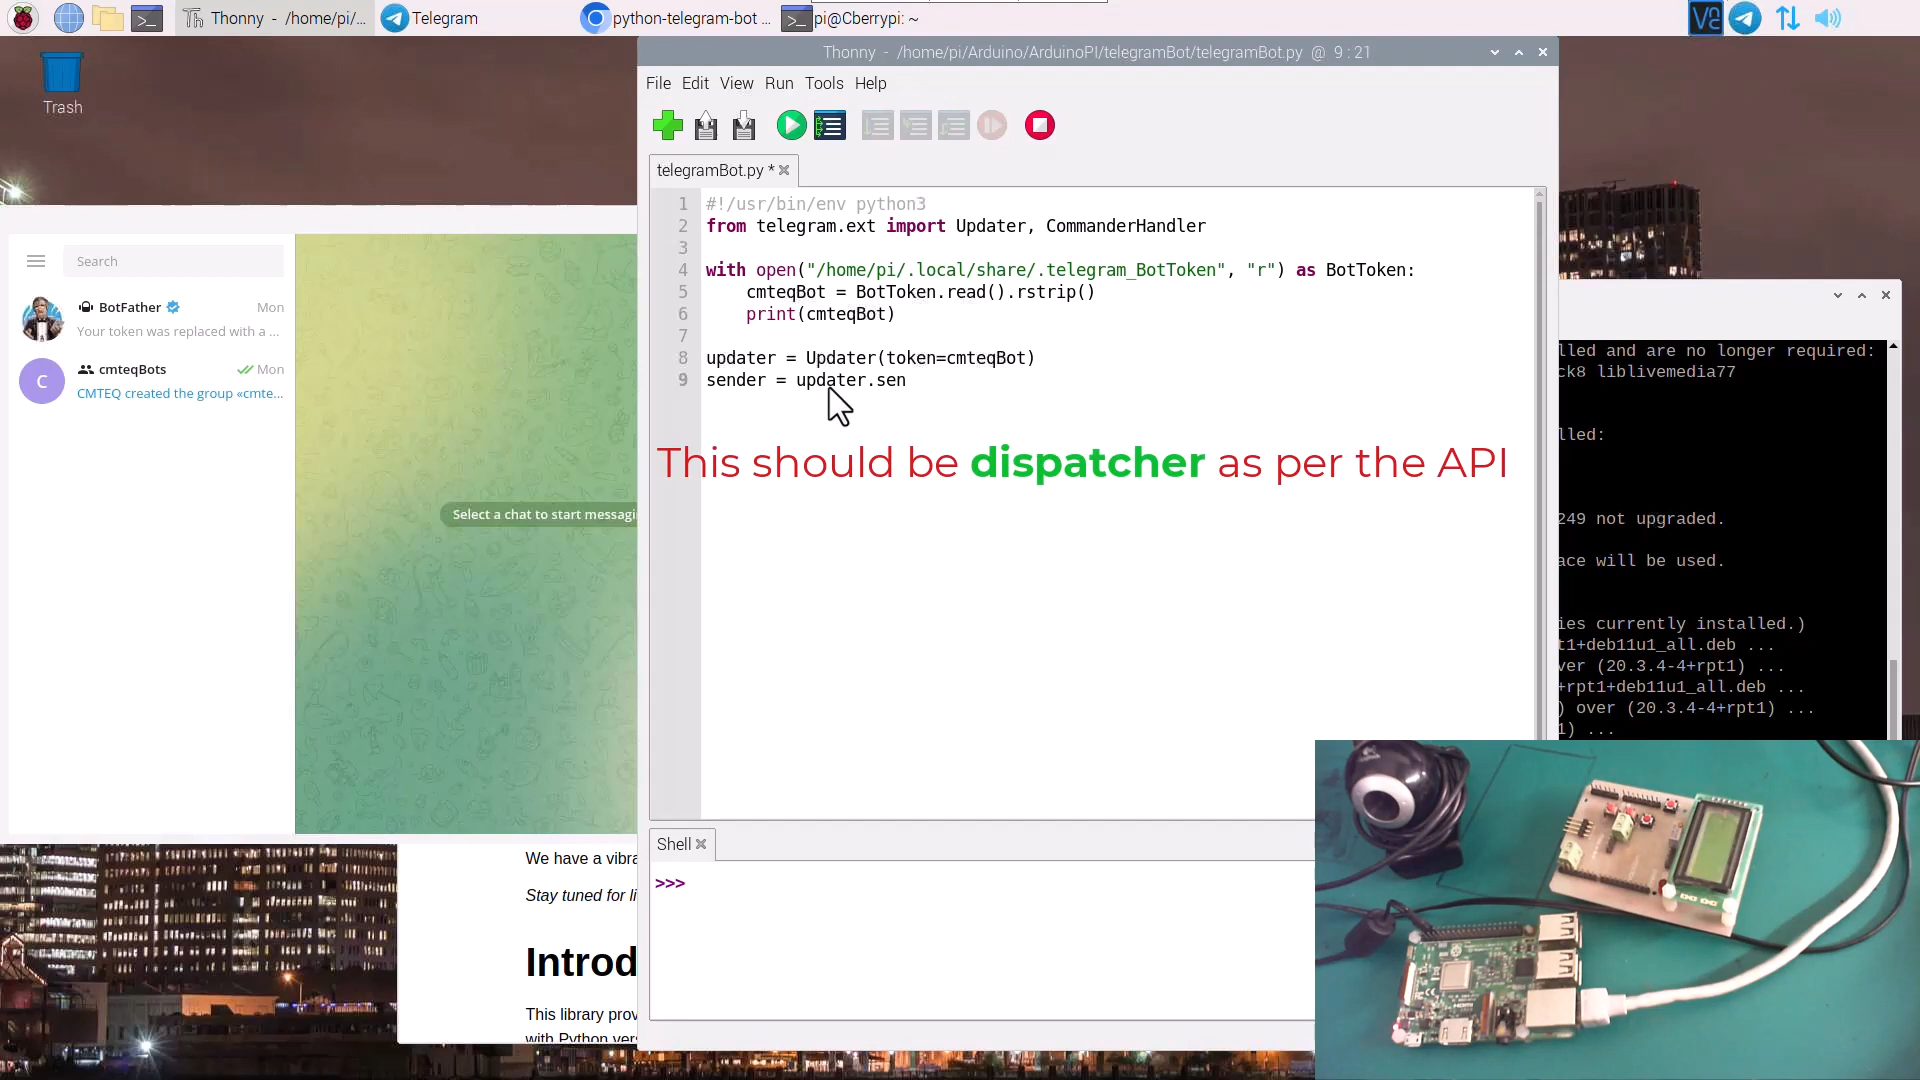 Thonny - /home/pi/...
Telegram
python-telegram-bot ...
pi@Cberrypi: ~
Trash
Thonny - /home/pi/Arduino/ArduinoPI/telegramBot/telegramBot.py @ 9:21
File Edit View Run Tools Help
telegramBot.py *
1 #!/usr/bin/env python3
2 from telegram.ext import Updater, CommanderHandler
3
4 with open("/home/pi/.local/share/.telegram_BotToken", "r") as BotToken:
5 cmteqBot = BotToken.read().rstrip()
6 print(cmteqBot)
7
8 updater = Updater(token=cmteqBot)
9 sender = updater.sen
This should be dispatcher as per the API
Search
BotFather Mon
Your token was replaced with a ...
C
cmteqBots Mon
CMTEQ created the group «cmte...
Select a chat to start messagi
lled and are no longer required:
ck8 liblivemedia77
lled:
249 not upgraded.
ace will be used.
ies currently installed.)
t1+deb11u1_all.deb ...
ver (20.3.4-4+rpt1) ...
+rpt1+deb11u1_all.deb ...
) over (20.3.4-4+rpt1) ...
1) ...
Shell
>>>
We have a vibra
Stay tuned for li
Introd
This library prov
with Python vers